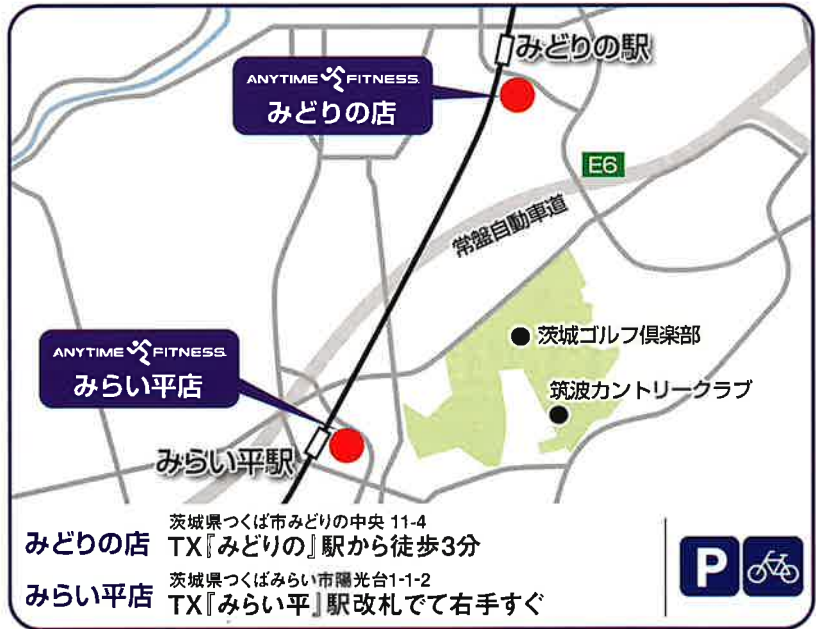 みどりの駅
ANYTIME FITNESS
みどりの店
E6
常盤自動車道
茨城ゴルフ倶楽部
ANYTIME FITNESS
みらい平店
筑波カントリークラブ
みらい平駅
みどりの店
茨城県つくば市みどりの中央 11-4
TX『みどりの』駅から徒歩3分
みらい平店
茨城県つくばみらい市陽光台1-1-2
TX『みらい平』駅改札でて右手すぐ
P